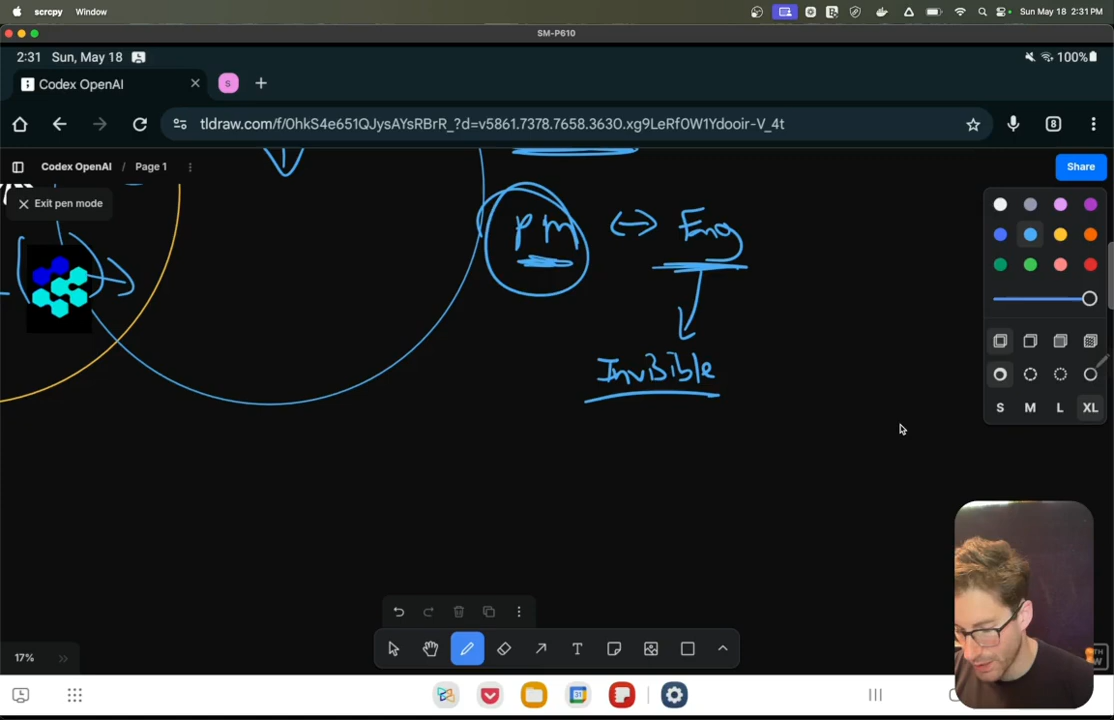 scrcpy Window Sun May 18 2:31 PM
SM-P610
2:31 Sun, May 18 100%
Codex OpenAI s
tldraw.com/f/0hkS4e651QJysAYsRBrR_?d=v5861.7378.7658.3630.xg9LeRf0W1Ydooir-V_4t 8
Codex OpenAI / Page 1 Share
Exit pen mode
PM <-> Eng
Invisible
S M L XL
17%
31